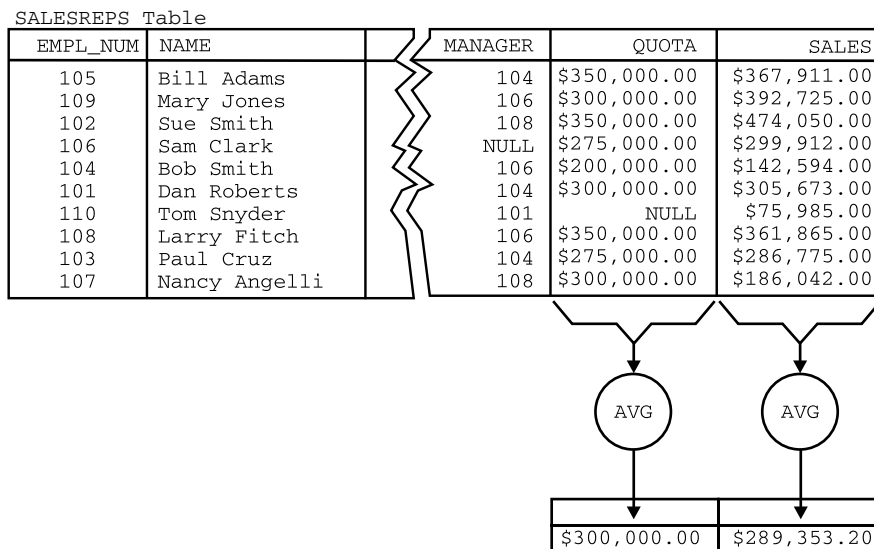 SALESREPS Table
EMPL_NUM NAME MANAGER QUOTA SALES
105 Bill Adams 104 $350,000.00 $367,911.00
109 Mary Jones 106 $300,000.00 $392,725.00
102 Sue Smith 108 $350,000.00 $474,050.00
106 Sam Clark NULL $275,000.00 $299,912.00
104 Bob Smith 106 $200,000.00 $142,594.00
101 Dan Roberts 104 $300,000.00 $305,673.00
110 Tom Snyder 101 NULL $75,985.00
108 Larry Fitch 106 $350,000.00 $361,865.00
103 Paul Cruz 104 $275,000.00 $286,775.00
107 Nancy Angelli 108 $300,000.00 $186,042.00
AVG AVG
$300,000.00 $289,353.20